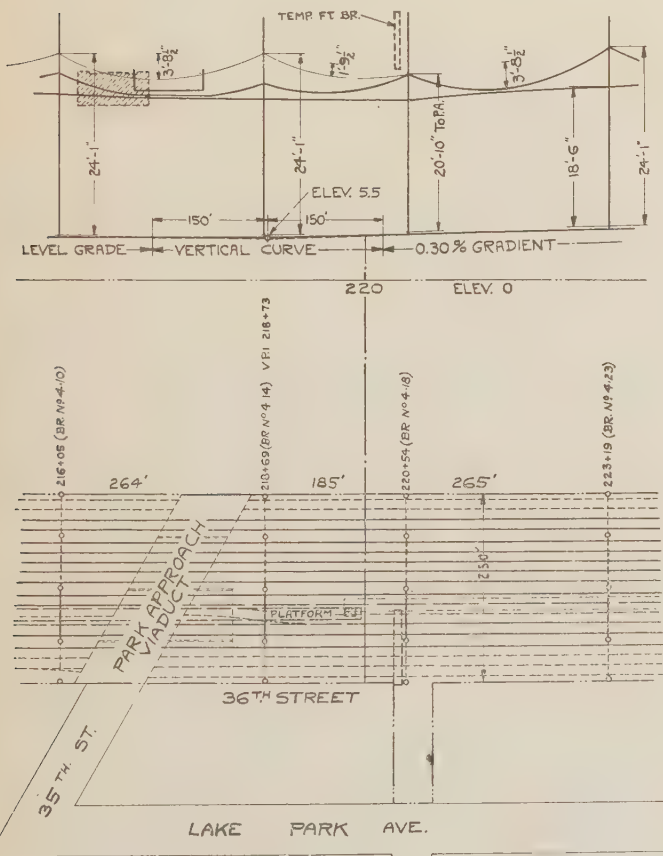 TEMP. FT BR.
3'-8½"
1'-9½"
3'-8½"
24'-1"
24'-1"
20'-10" TO P.A.
18'-6"
24'-1"
ELEV. 5.5
150' 150'
LEVEL GRADE VERTICAL CURVE 0.30% GRADIENT
220 ELEV. 0
216+05 (BR. Nº 4·10)
218+69 (BR Nº 4·14) V.P.I 218+73
220+54 (BR Nº 4·18)
223+19 (BR. Nº 4·23)
264' 185' 265'
250'
PARK APPROACH
VIADUCT
PLATFORM
36TH STREET
35TH ST.
LAKE PARK AVE.